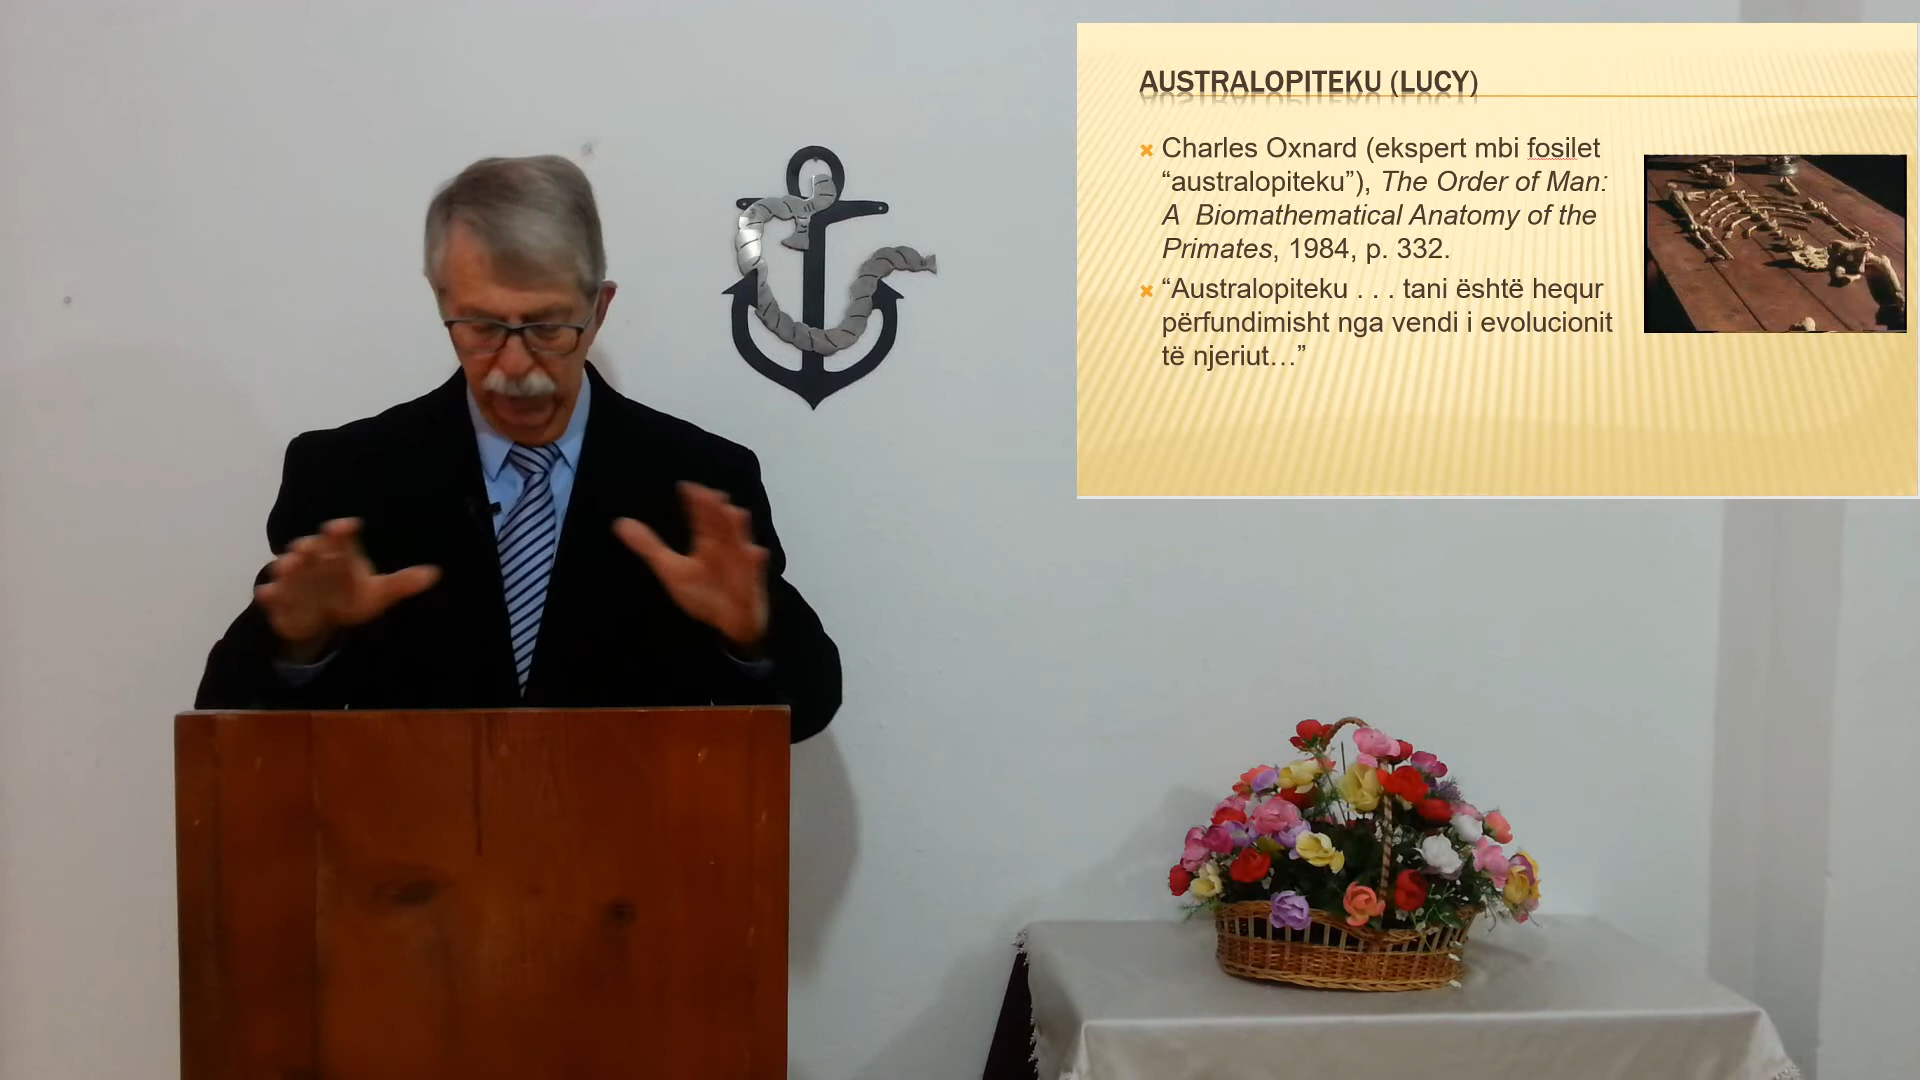 AUSTRALOPITEKU (LUCY)
Charles Oxnard (ekspert mbi fosilet
“australopiteku”), The Order of Man:
A Biomathematical Anatomy of the
Primates, 1984, p. 332.
“Australopiteku . . . tani është hequr
përfundimisht nga vendi i evolucionit
të njeriut…”